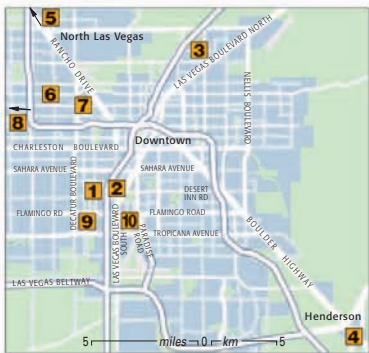 5
North Las Vegas
3
LAS VEGAS BOULEVARD NORTH
RANCHO DRIVE
NELLIS BOULEVARD
6
7
8
Downtown
CHARLESTON BOULEVARD
SAHARA AVENUE
SAHARA AVENUE
DECATUR BOULEVARD
1
2
DESERT
INN RD
FLAMINGO RD
FLAMINGO ROAD
9
10
LAS VEGAS BOULEVARD
SOUTH
PARADISE
ROAD
TROPICANA AVENUE
BOULDER HIGHWAY
LAS VEGAS BELTWAY
Henderson
4
5 miles 0 km 5